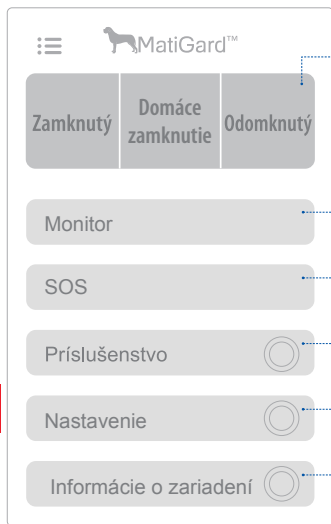 MatiGard™
Zamknutý
Domáce
zamknutie
Odomknutý
Monitor
SOS
Príslušenstvo
Nastavenie
Informácie o zariadení